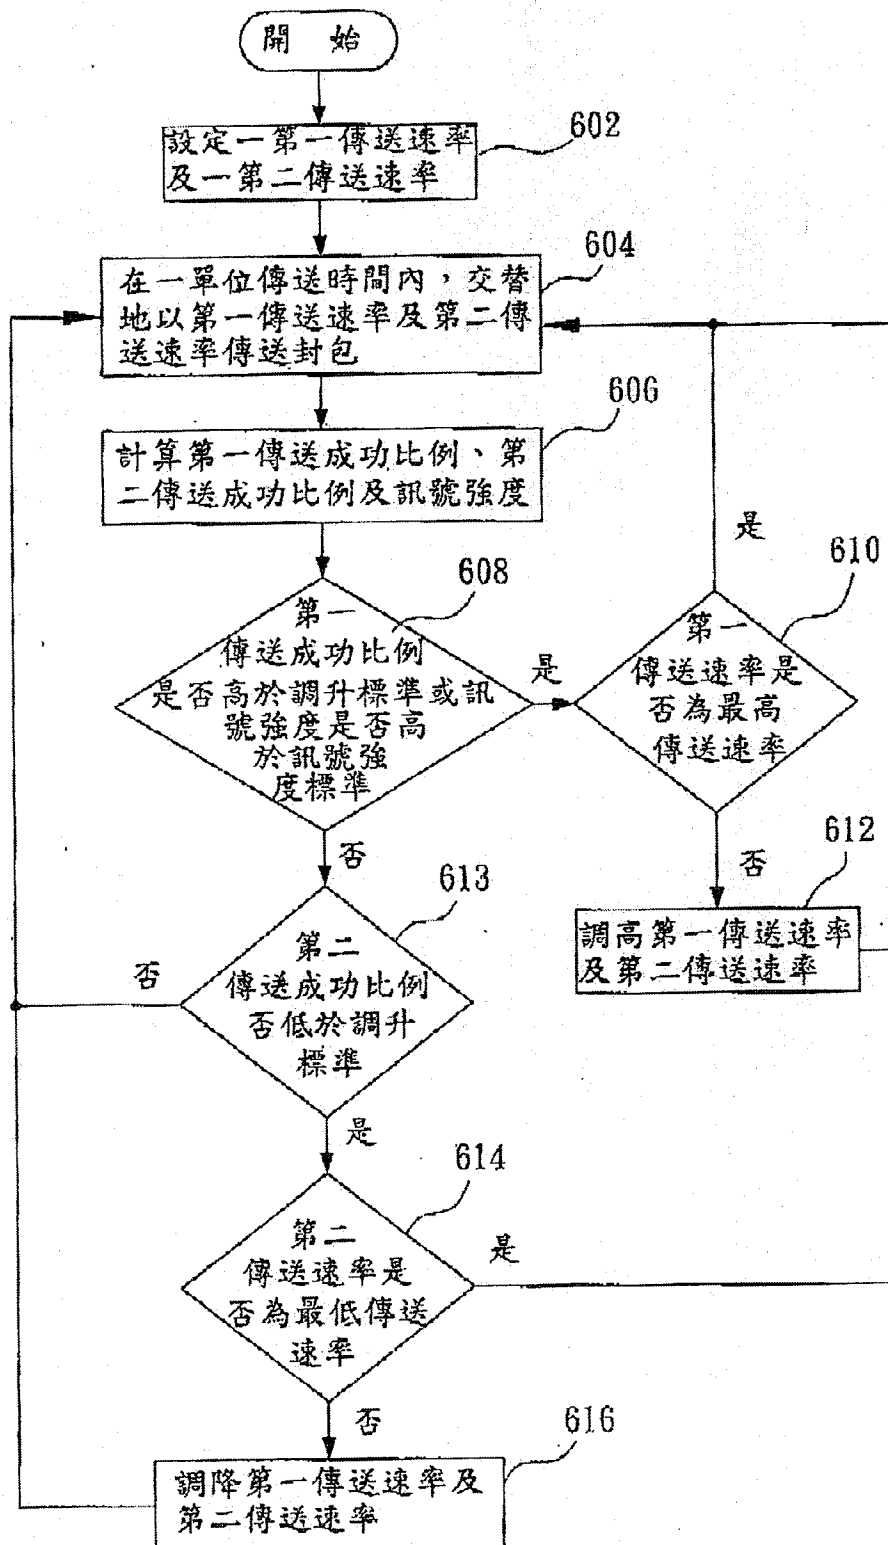 開 始
設定一第一傳送速率
及一第二傳送速率
602
在一單位傳送時間內，交替
地以第一傳送速率及第二傳
送速率傳送封包
604
計算第一傳送成功比例、第
二傳送成功比例及訊號強度
606
第一
傳送成功比例
是否高於調升標準或訊
號強度是否高
於訊號強
度標準
608
是
第一
傳送速率是
否為最高
傳送速率
610
是
否
調高第一傳送速率
及第二傳送速率
612
否
第二
傳送成功比例
否低於調升
標準
613
否
是
第二
傳送速率是
否為最低傳送
速率
614
是
否
調降第一傳送速率及
第二傳送速率
616